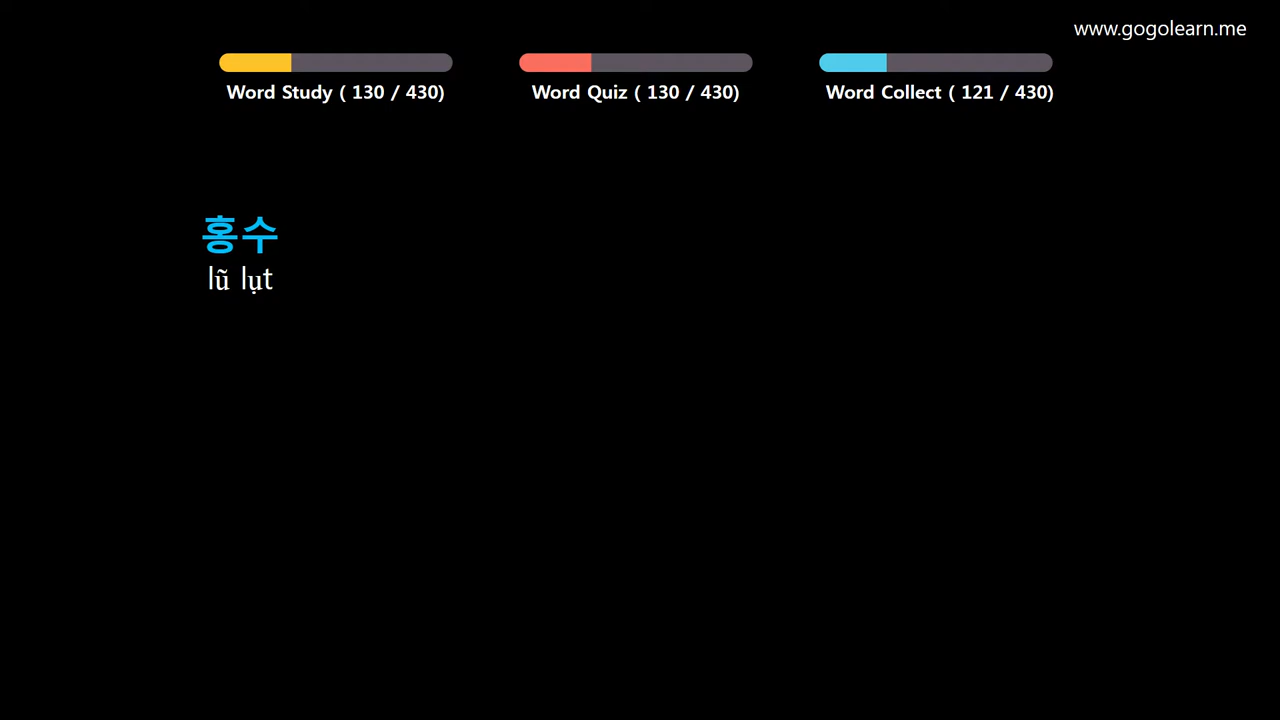 www.gogolearn.me
Word Study ( 130 / 430)
Word Quiz ( 130 / 430)
Word Collect ( 121 / 430)
홍수
lũ lụt